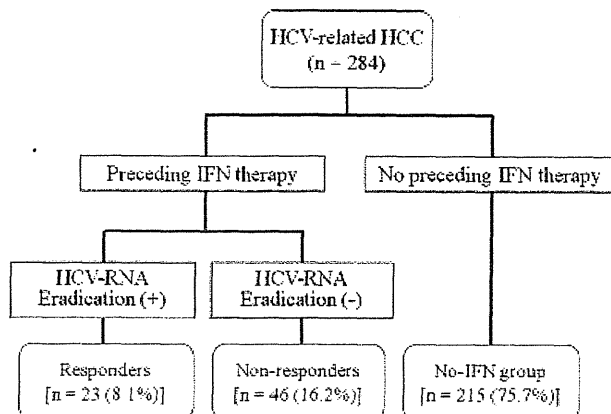 HCV-related HCC
(n = 284)
Preceding IFN therapy
No preceding IFN therapy
HCV-RNA
Eradication (+)
HCV-RNA
Eradication (-)
Responders
[n = 23 (8.1%)]
Non-responders
[n = 46 (16.2%)]
No-IFN group
[n = 215 (75.7%)]